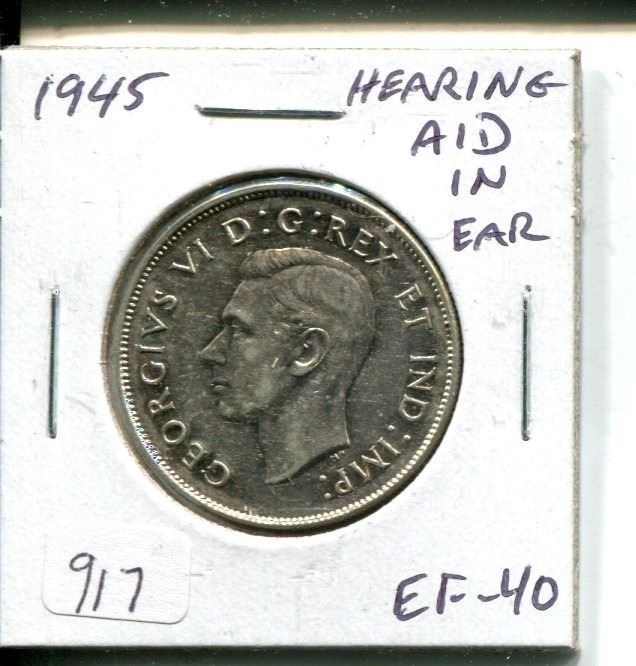 1945
HEARING
AID
IN
EAR
GEORGIVS VI D:G:REX ET IND:IMP:
917
EF-40